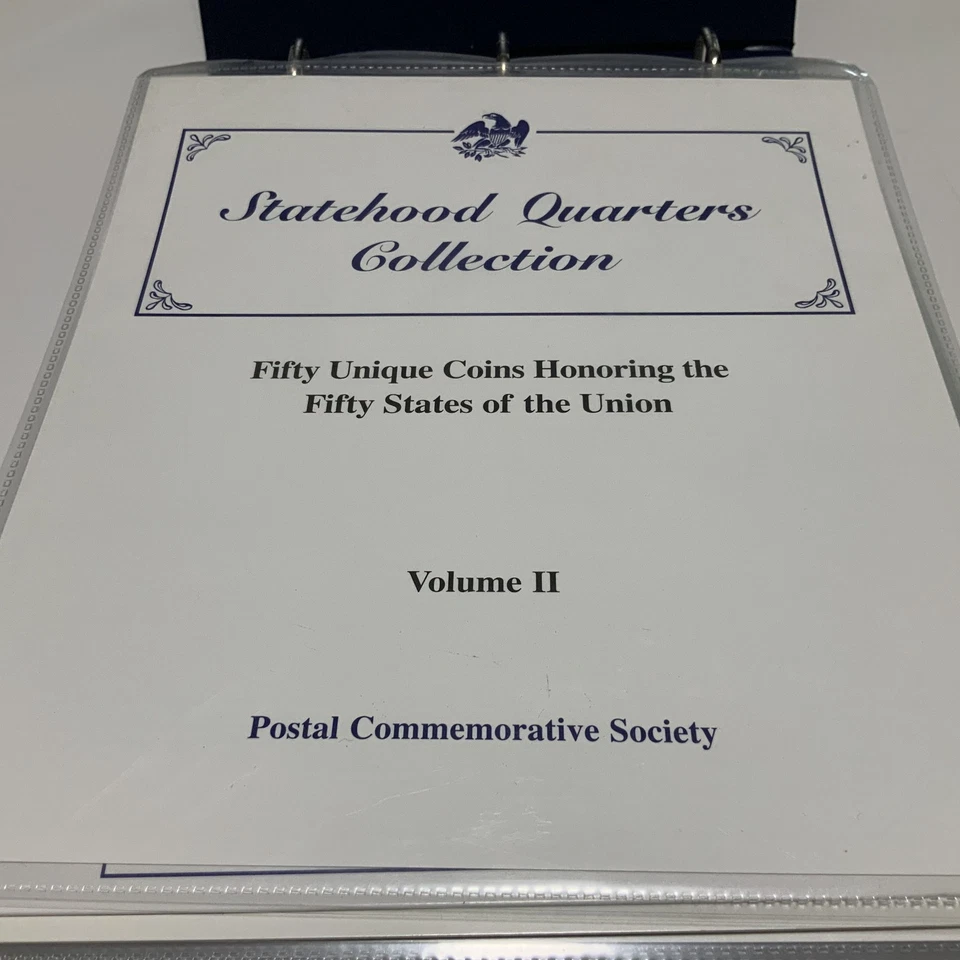 Statehood Quarters
Collection
Fifty Unique Coins Honoring the
Fifty States of the Union
Volume II
Postal Commemorative Society